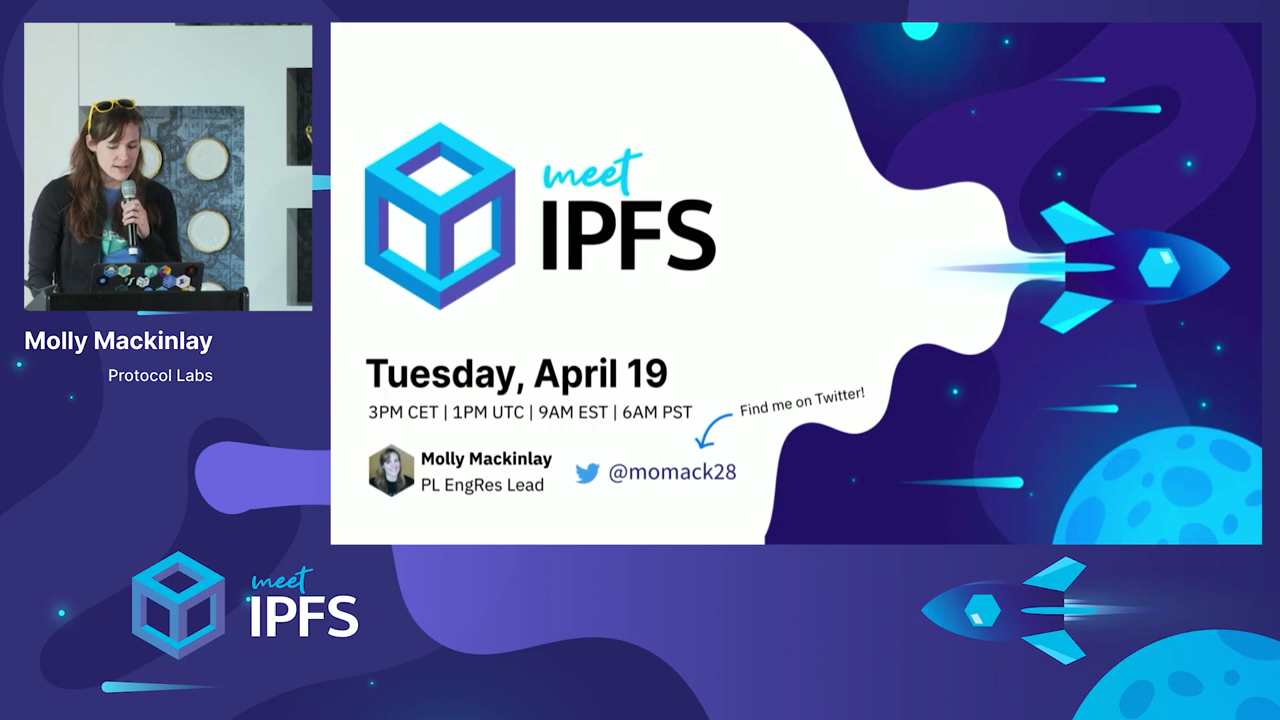 Molly Mackinlay
Protocol Labs
meet
IPFS
Tuesday, April 19
3PM CET | 1PM UTC | 9AM EST | 6AM PST
Find me on Twitter!
Molly Mackinlay
PL EngRes Lead
@momack28
meet
IPFS